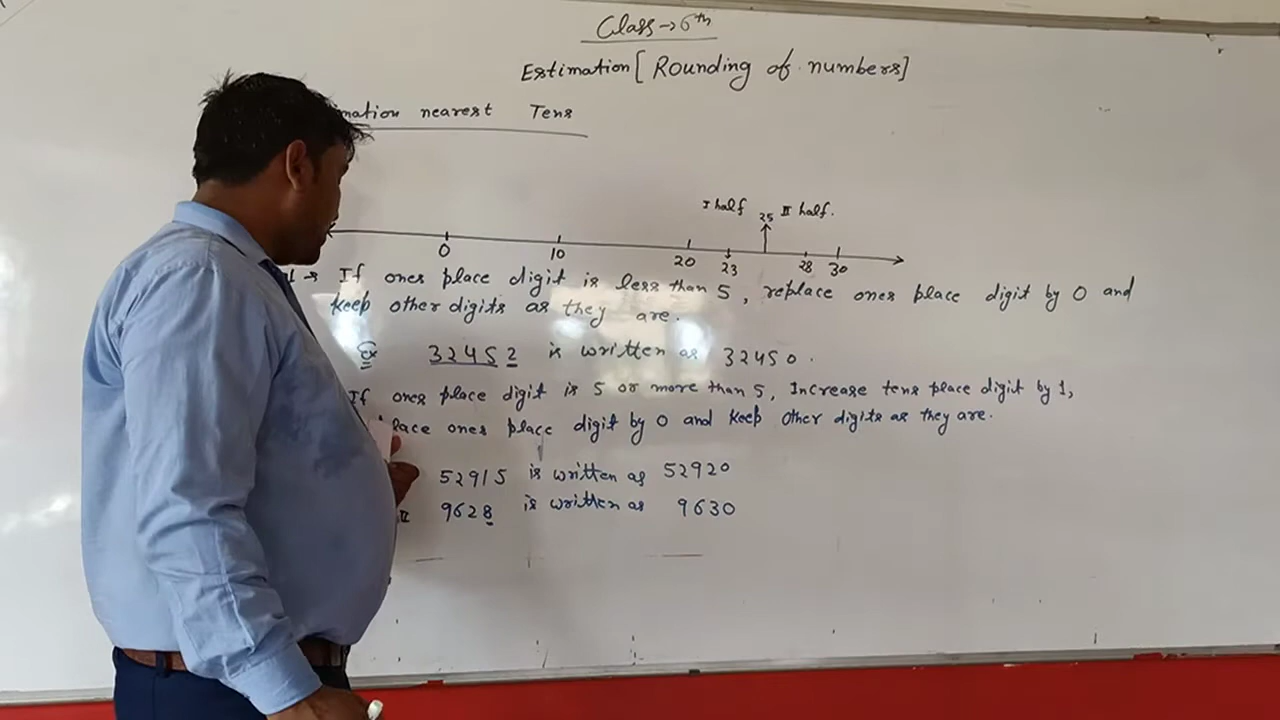 Class → 6th
Estimation [ Rounding of numbers]
mation nearest Tens
I half 25 II half.
0 10 20 23 28 30
1 → If ones place digit is less than 5, replace ones place digit by 0 and
keep other digits as they are.
Ex 32452 is written as 32450.
If ones place digit is 5 or more than 5, Increase tens place digit by 1,
lace ones place digit by 0 and keep other digits as they are.
52915 is written as 52920
II 9628 is written as 9630